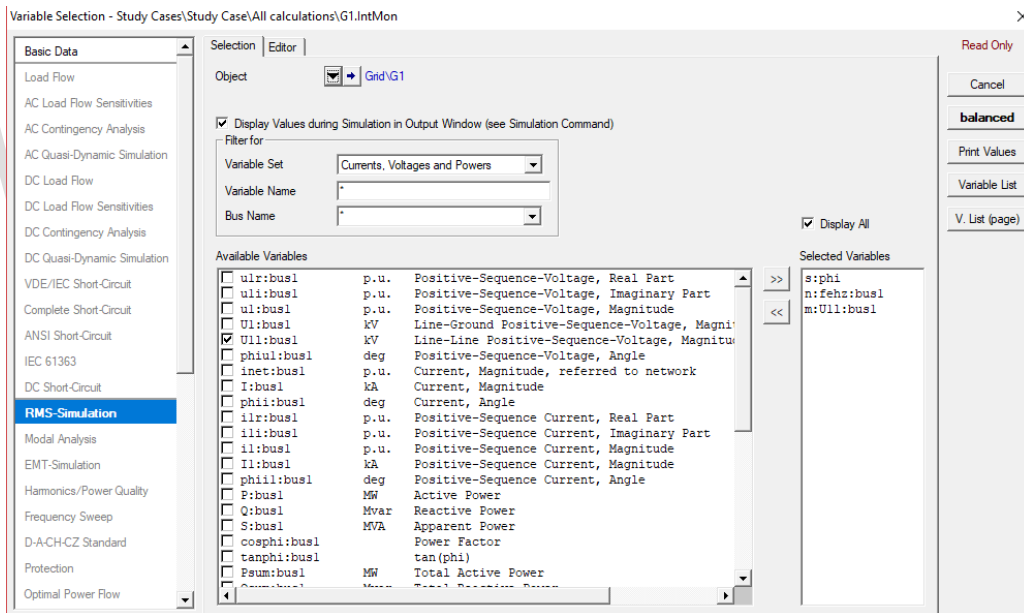 Variable Selection - Study Cases\Study Case\All calculations\G1.IntMon
Basic Data
Load Flow
AC Load Flow Sensitivities
AC Contingency Analysis
AC Quasi-Dynamic Simulation
DC Load Flow
DC Load Flow Sensitivities
DC Contingency Analysis
DC Quasi-Dynamic Simulation
VDE/IEC Short-Circuit
Complete Short-Circuit
ANSI Short-Circuit
IEC 61363
DC Short-Circuit
RMS-Simulation
Modal Analysis
EMT-Simulation
Harmonics/Power Quality
Frequency Sweep
D-A-CH-CZ Standard
Protection
Optimal Power Flow
Selection
Editor
Object
Grid\G1
Display Values during Simulation in Output Window (see Simulation Command)
Filter for
Variable Set
Currents, Voltages and Powers
Variable Name
*
Bus Name
*
Available Variables
u1r:bus1 p.u. Positive-Sequence-Voltage, Real Part
u1i:bus1 p.u. Positive-Sequence-Voltage, Imaginary Part
u1:bus1 p.u. Positive-Sequence-Voltage, Magnitude
U1:bus1 kV Line-Ground Positive-Sequence-Voltage, Magni
U1l:bus1 kV Line-Line Positive-Sequence-Voltage, Magnitu
phiu1:bus1 deg Positive-Sequence-Voltage, Angle
inet:bus1 p.u. Current, Magnitude, referred to network
I:bus1 kA Current, Magnitude
phii:bus1 deg Current, Angle
i1r:bus1 p.u. Positive-Sequence Current, Real Part
i1i:bus1 p.u. Positive-Sequence Current, Imaginary Part
i1:bus1 p.u. Positive-Sequence Current, Magnitude
I1:bus1 kA Positive-Sequence Current, Magnitude
phii1:bus1 deg Positive-Sequence Current, Angle
P:bus1 MW Active Power
Q:bus1 Mvar Reactive Power
S:bus1 MVA Apparent Power
cosphi:bus1 Power Factor
tanphi:bus1 tan(phi)
Psum:bus1 MW Total Active Power
Qsum:bus1 Mvar Total Reactive Power
>>
<<
Display All
Selected Variables
s:phi
n:fehz:bus1
m:U1l:bus1
Read Only
Cancel
balanced
Print Values
Variable List
V. List (page)